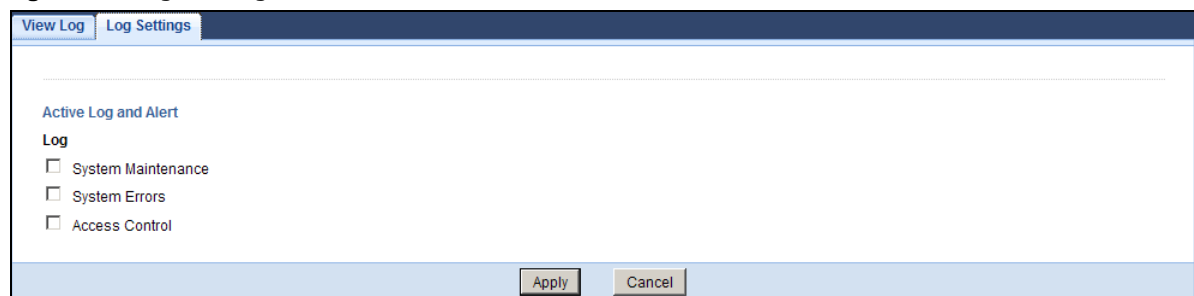 View Log Log Settings
Active Log and Alert
Log
System Maintenance
System Errors
Access Control
Apply Cancel